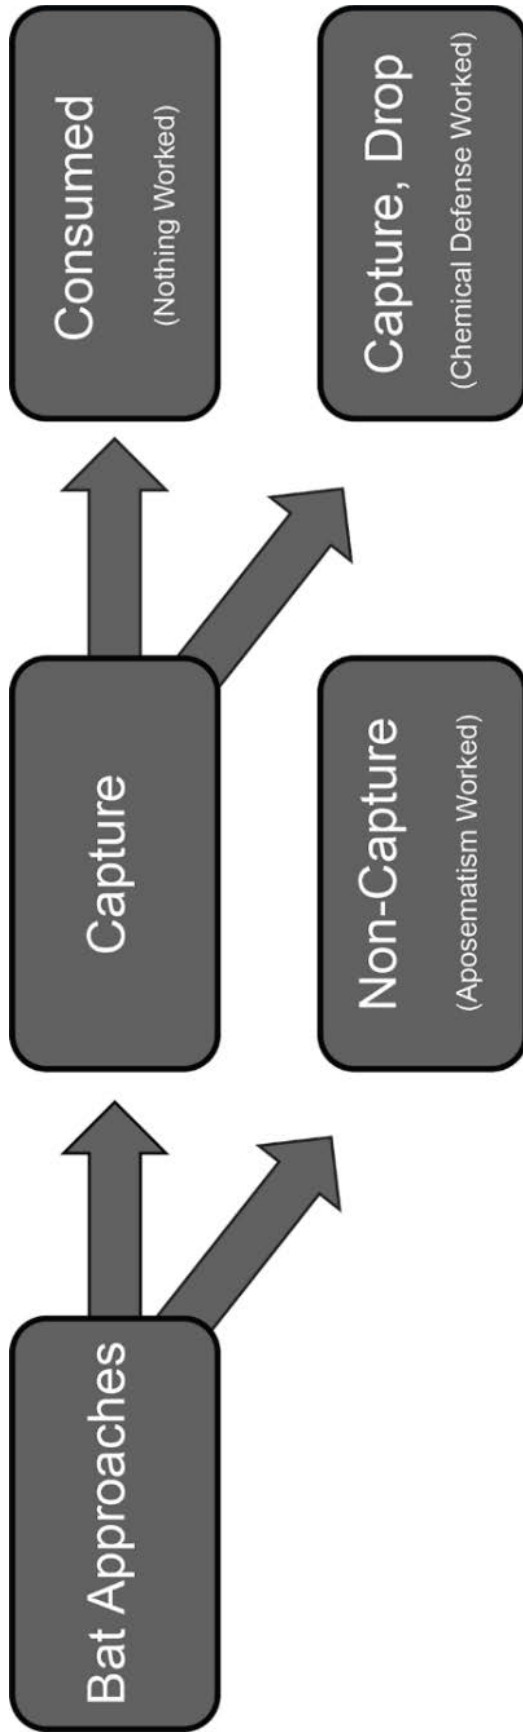 Bat Approaches
Capture
Consumed
(Nothing Worked)
Non-Capture
(Aposematism Worked)
Capture, Drop
(Chemical Defense Worked)